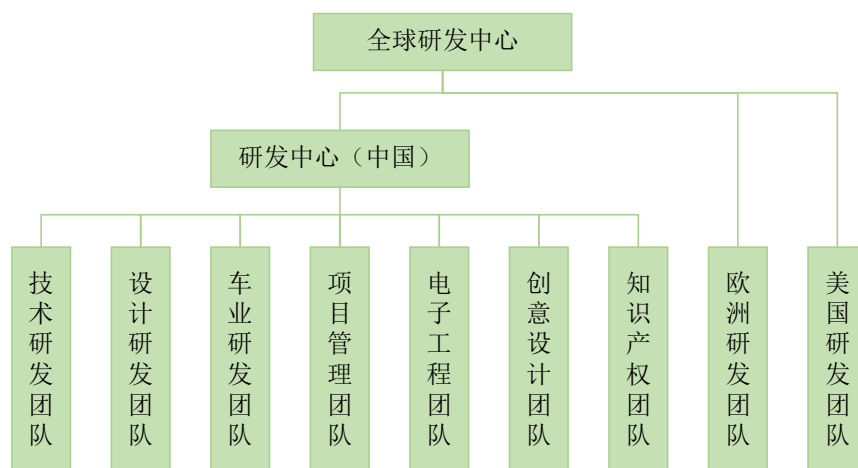 全球研发中心
研发中心（中国）
技术研发团队
设计研发团队
车业研发团队
项目管理团队
电子工程团队
创意设计团队
知识产权团队
欧洲研发团队
美国研发团队